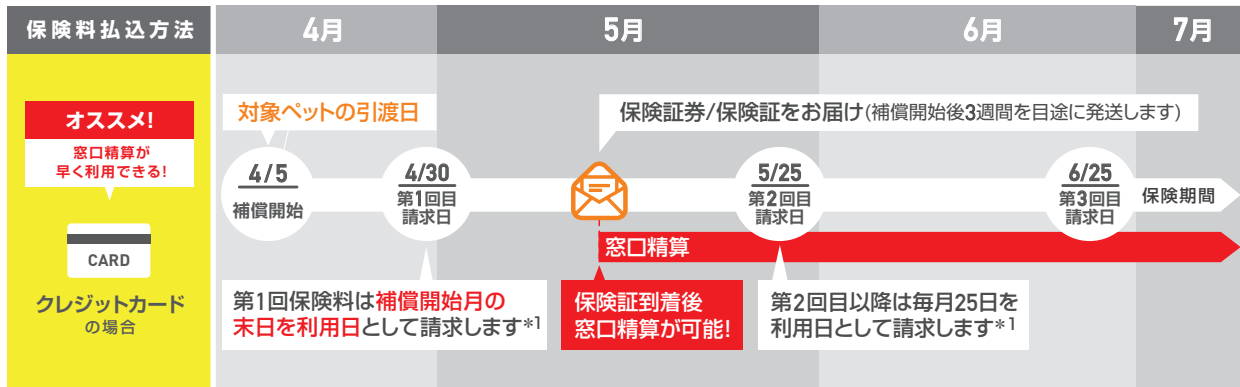 保険料払込方法
4月
5月
6月
7月
オススメ!
窓口精算が
早く利用できる!
CARD
クレジットカード
の場合
対象ペットの引渡日
保険証券/保険証をお届け(補償開始後3週間を目途に発送します)
4/5
補償開始
4/30
第1回目
請求日
5/25
第2回目
請求日
6/25
第3回目
請求日
保険期間
窓口精算
第1回保険料は補償開始月の
末日を利用日として請求します*1
保険証到着後
窓口精算が可能!
第2回目以降は毎月25日を
利用日として請求します*1